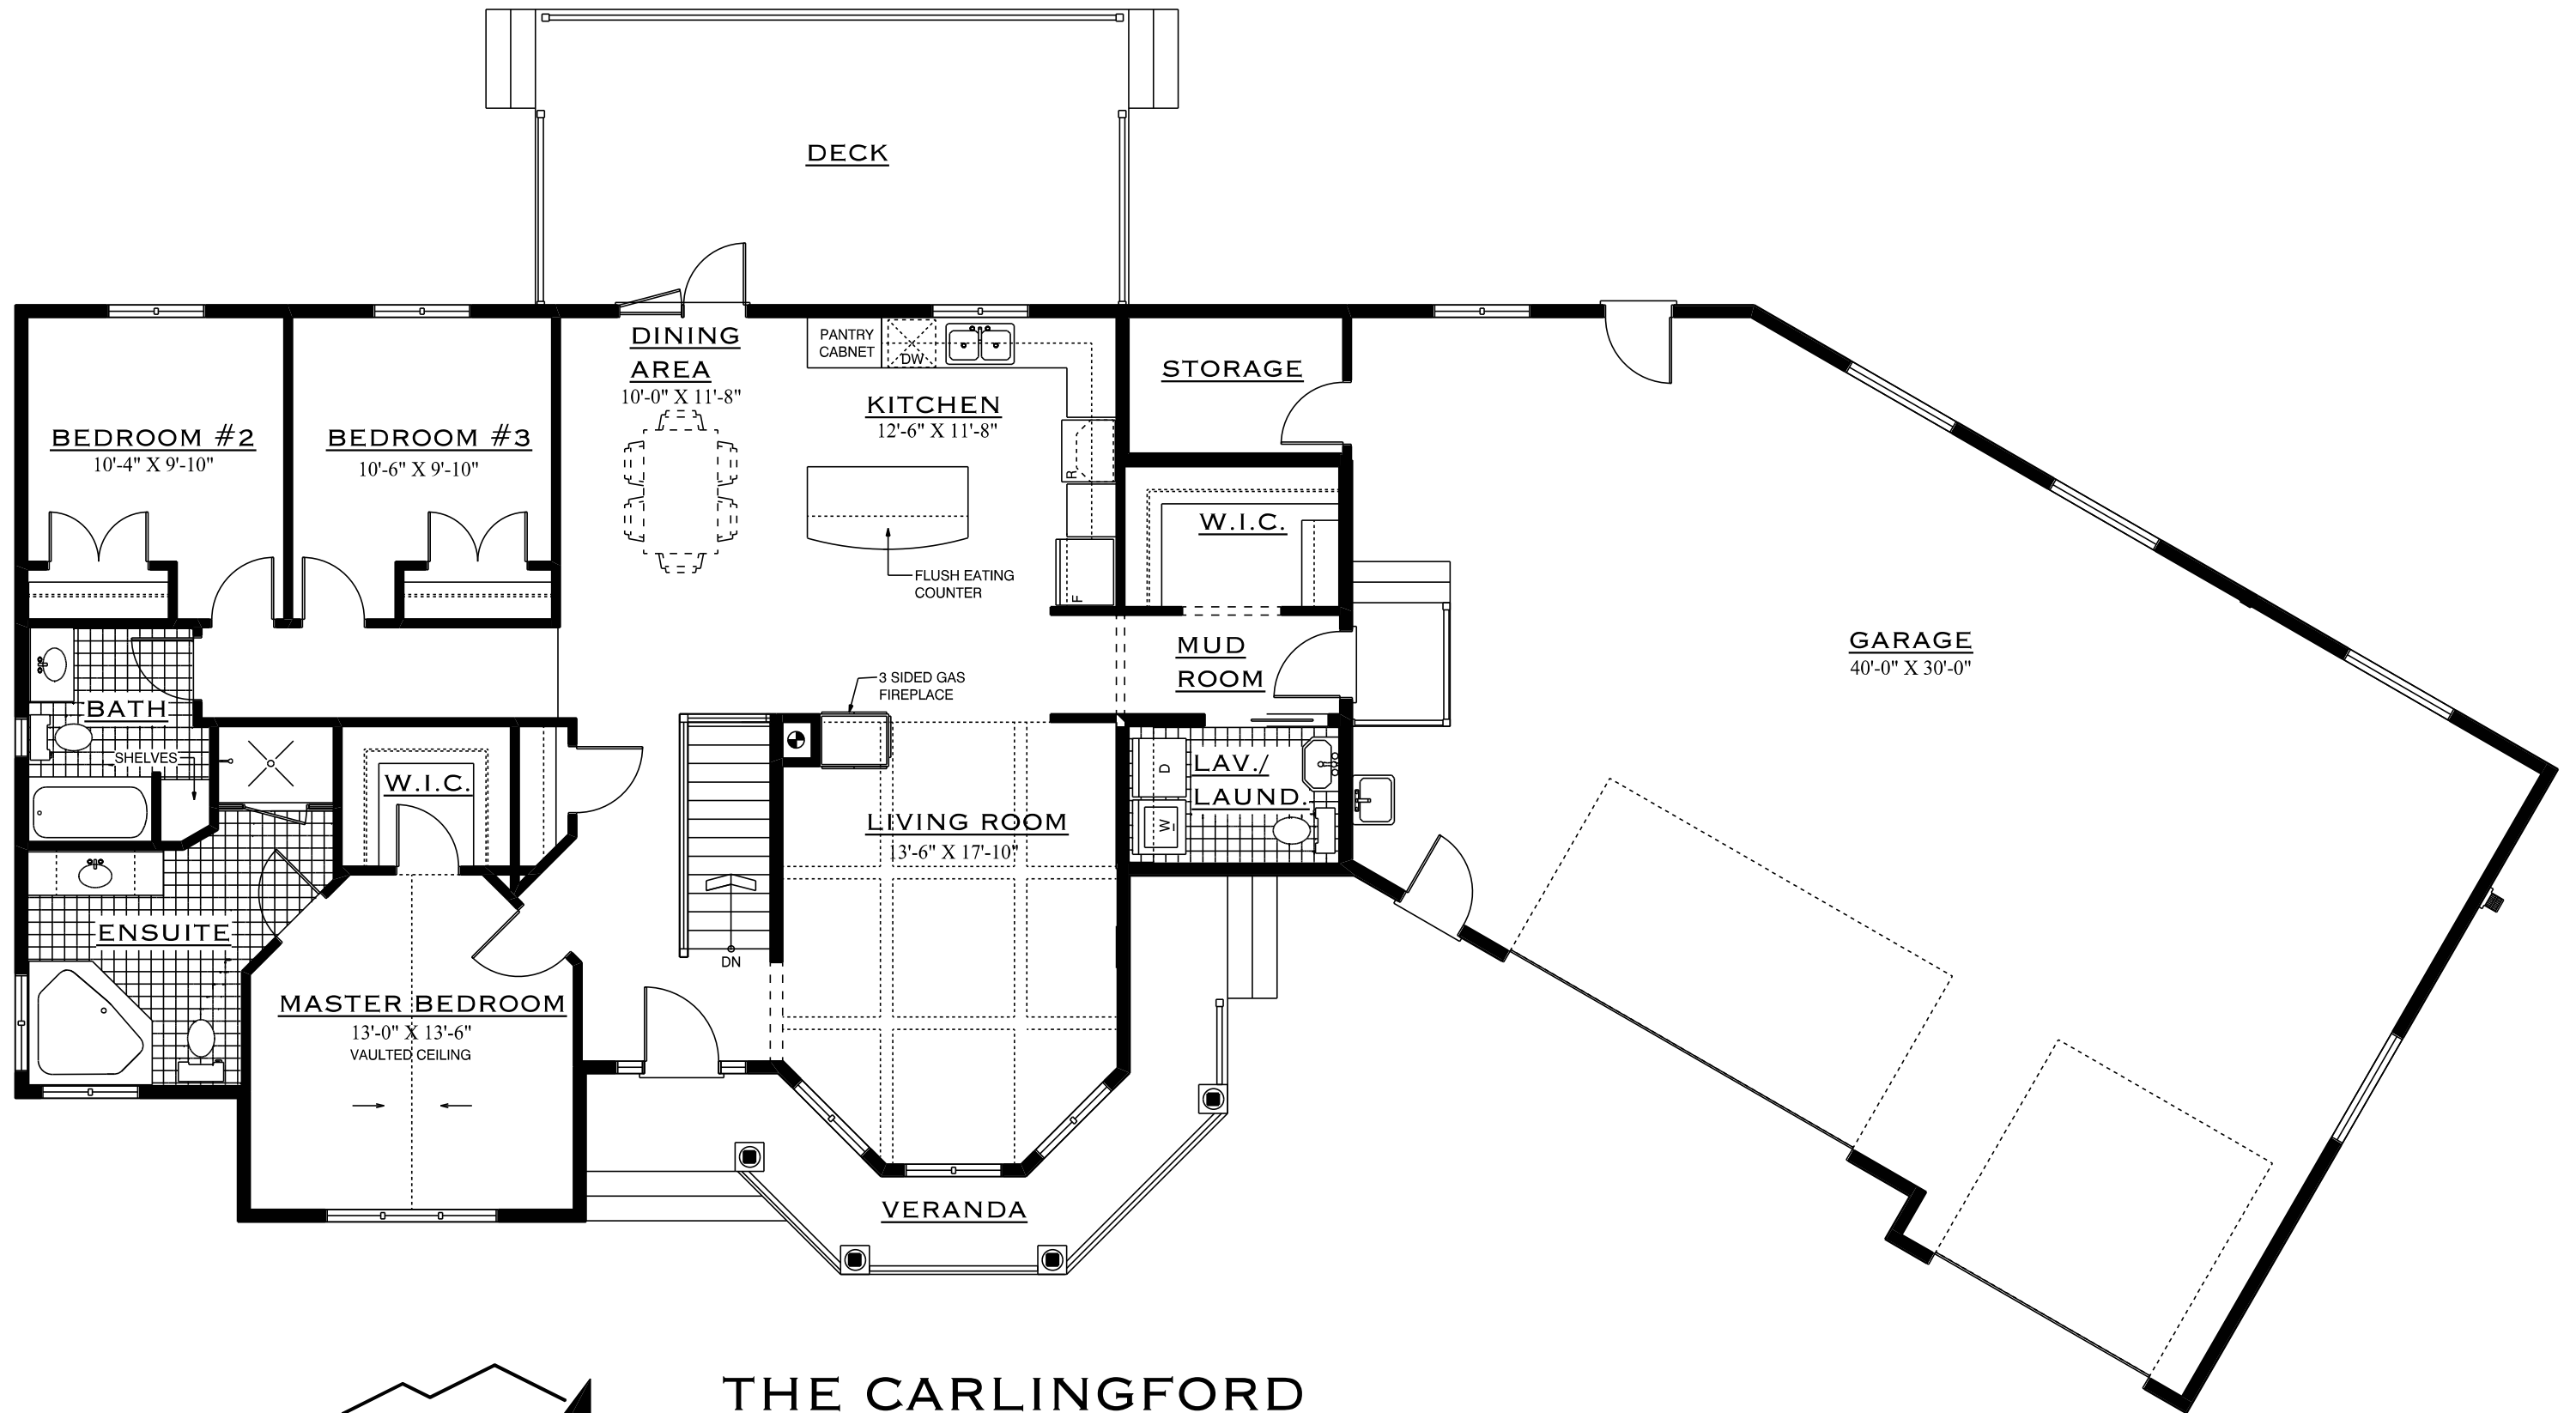 DECK
DINING
AREA
10'-0" X 11'-8"
PANTRY
CABNET
DW
KITCHEN
12'-6" X 11'-8"
R
F
FLUSH EATING
COUNTER
STORAGE
W.I.C.
BEDROOM #2
10'-4" X 9'-10"
BEDROOM #3
10'-6" X 9'-10"
MUD
ROOM
GARAGE
40'-0" X 30'-0"
3 SIDED GAS
FIREPLACE
BATH
SHELVES
W.I.C.
D
W
LAV./
LAUND.
LIVING ROOM
13'-6" X 17'-10"
DN
ENSUITE
MASTER BEDROOM
13'-0" X 13'-6"
VAULTED CEILING
VERANDA
THE CARLINGFORD